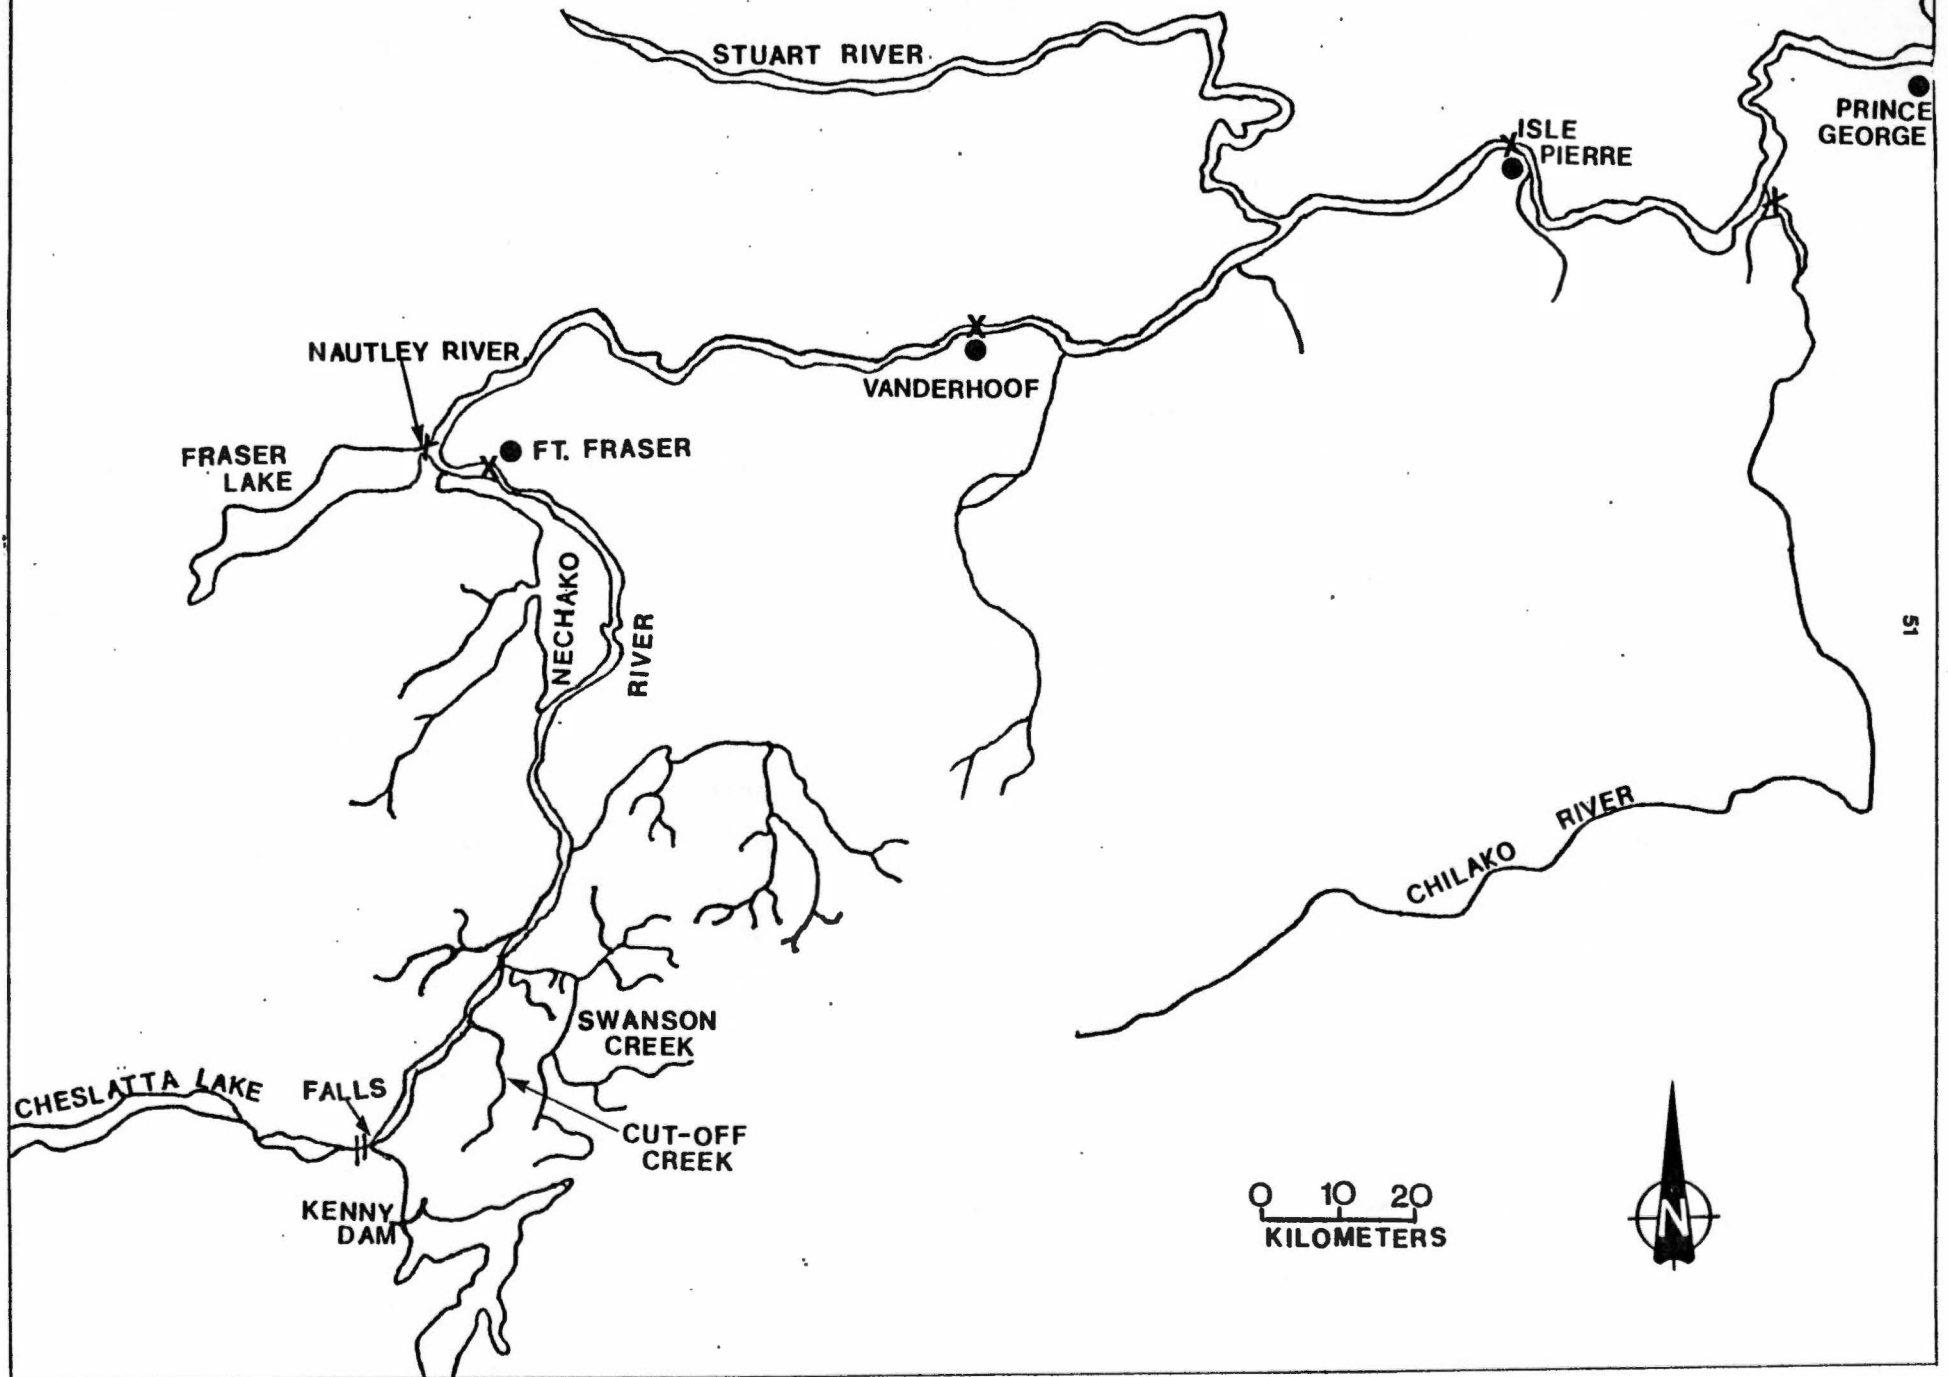 STUART RIVER
PRINCE
GEORGE
ISLE
PIERRE
NAUTLEY RIVER
VANDERHOOF
FRASER
LAKE
FT. FRASER
NECHAKO
RIVER
51
CHILAKO RIVER
SWANSON
CREEK
CHESLATTA LAKE
FALLS
CUT-OFF
CREEK
KENNY
DAM
0 10 20
KILOMETERS
N